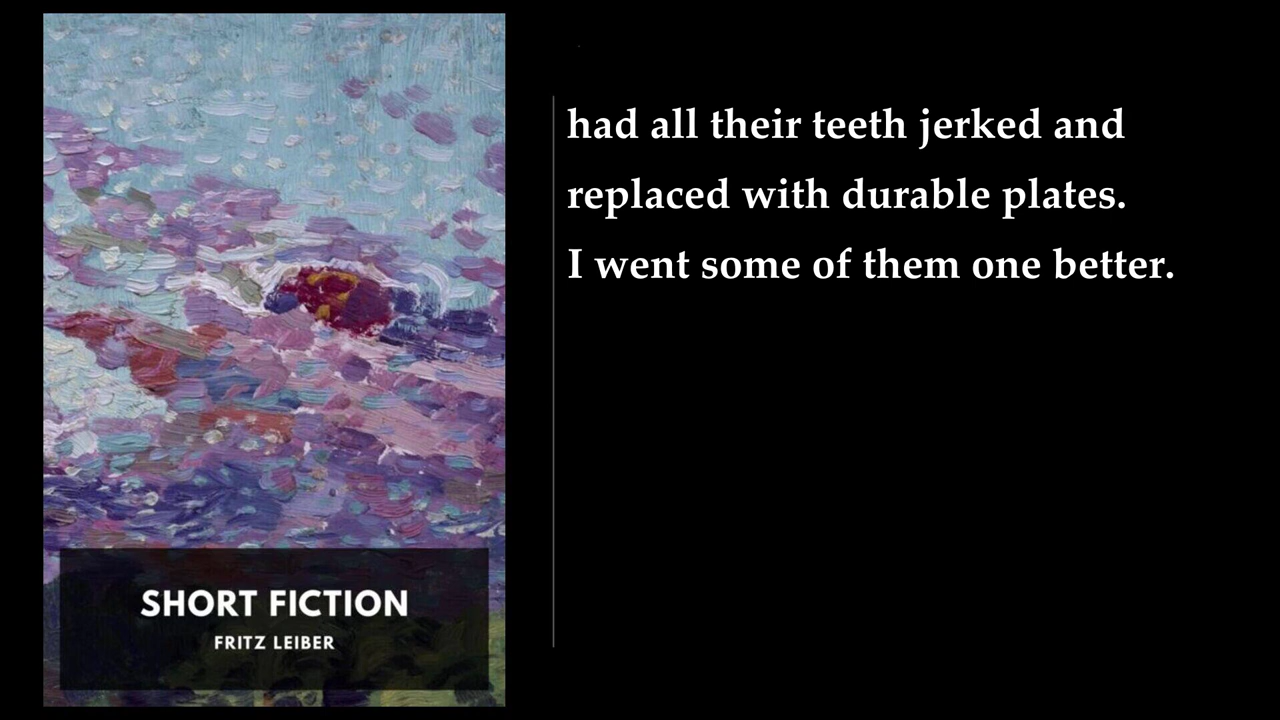 had all their teeth jerked and
replaced with durable plates.
I went some of them one better.
SHORT FICTION
FRITZ LEIBER